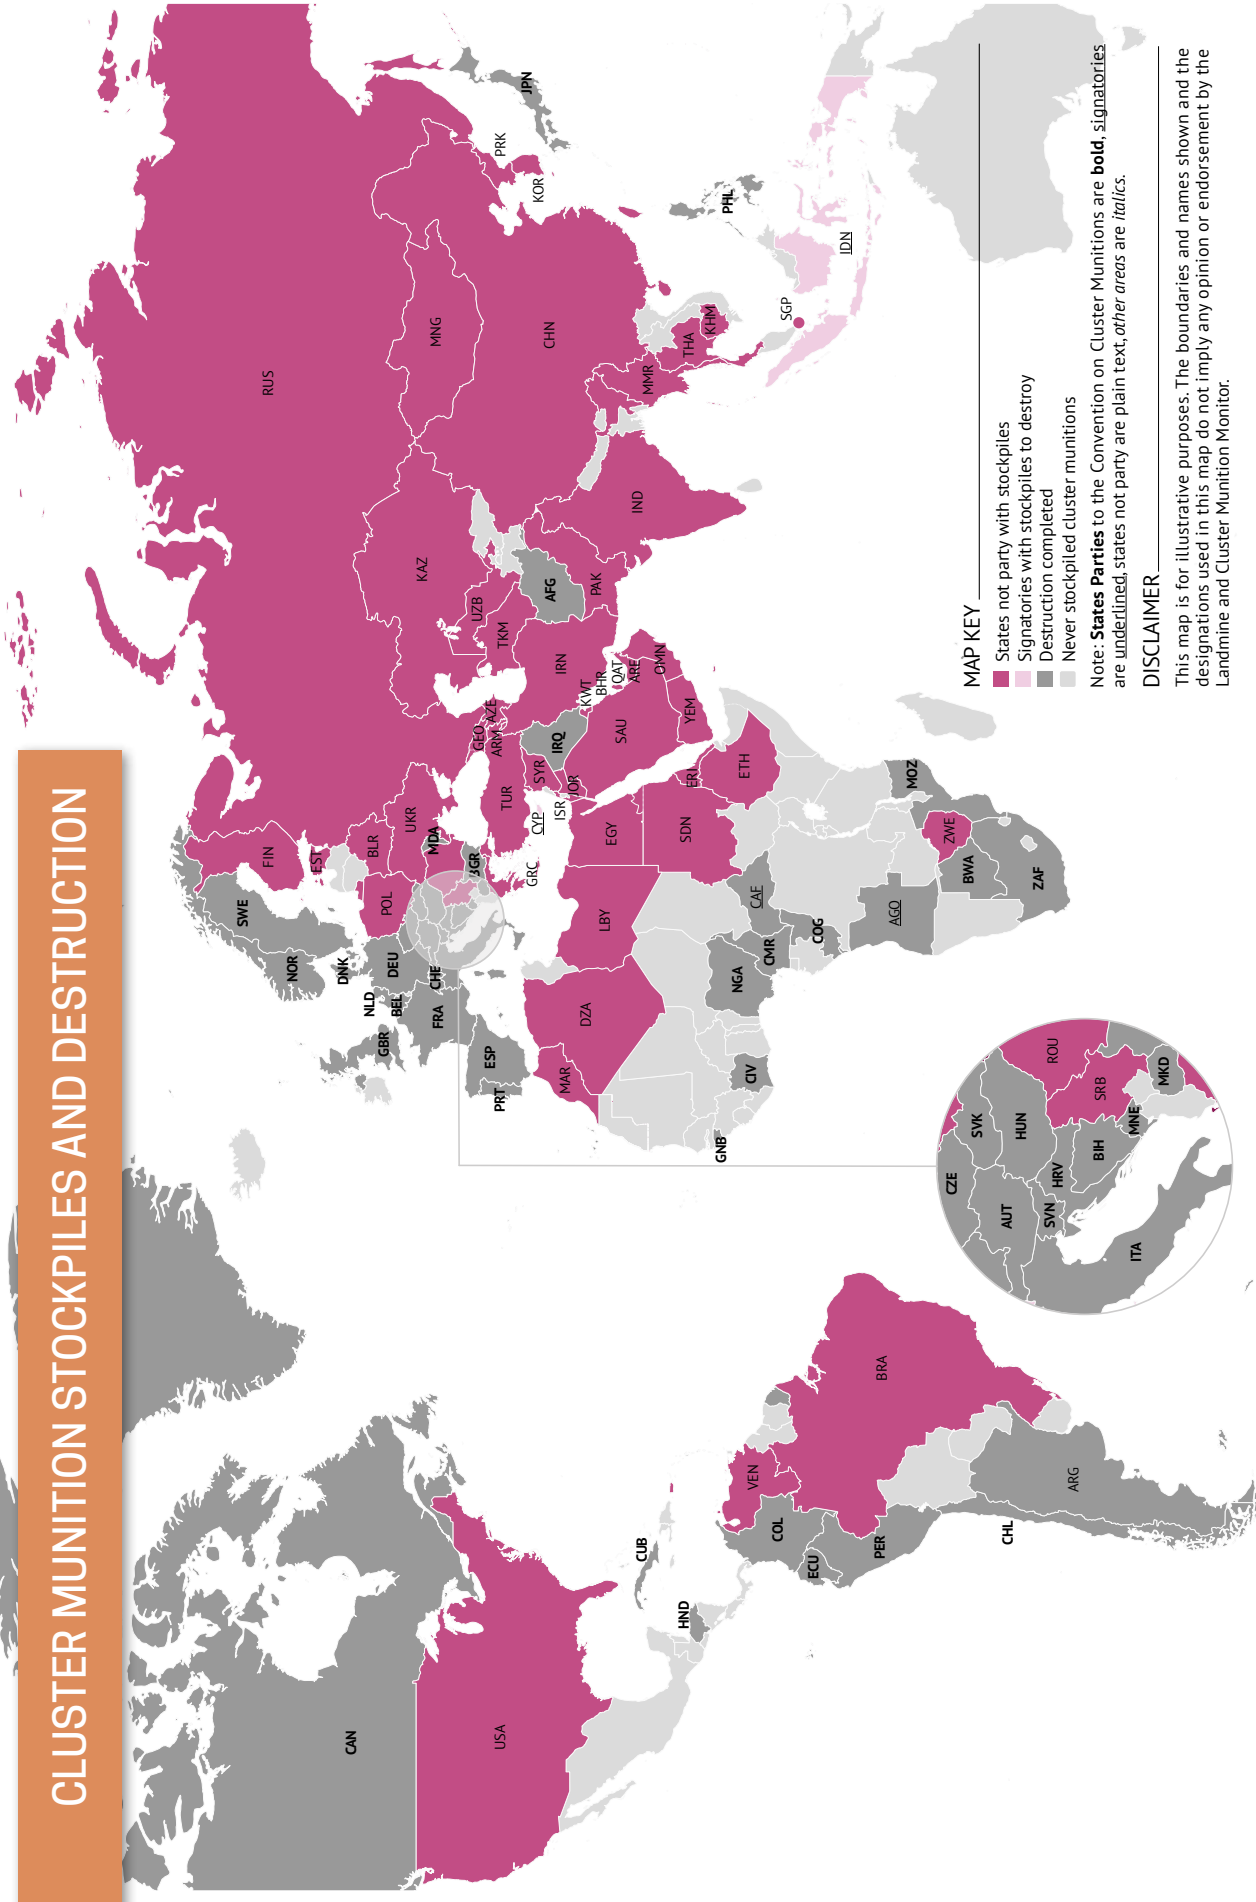 CLUSTER MUNITION STOCKPILES AND DESTRUCTION
RUS
CAN
USA
CUB
HND
VEN
COL
ECU
PER
BRA
CHL
ARG
NOR
SWE
FIN
EST
DNK
NLD
BEL
GBR
DEU
POL
BLR
UKR
MDA
CHE
FRA
ESP
PRT
BGR
GRC
CYP
TUR
GEO
ARM
AZE
SYR
ISR
JOR
IRQ
KWT
BHR
QAT
ARE
OMN
SAU
YEM
IRN
TKM
UZB
KAZ
AFG
PAK
IND
MNG
CHN
PRK
KOR
JPN
MMR
THA
KHM
PHL
SGP
IDN
MAR
DZA
LBY
EGY
SDN
ERI
ETH
GNB
CIV
NGA
CMR
CAF
COG
AGO
BWA
ZWE
MOZ
ZAF
CZE
SVK
AUT
HUN
SVN
HRV
BIH
ROU
SRB
MNE
MKD
ITA
MAP KEY
States not party with stockpiles
Signatories with stockpiles to destroy
Destruction completed
Never stockpiled cluster munitions
Note: States Parties to the Convention on Cluster Munitions are bold, signatories
are underlined, states not party are plain text, other areas are italics.
DISCLAIMER
This map is for illustrative purposes. The boundaries and names shown and the
designations used in this map do not imply any opinion or endorsement by the
Landmine and Cluster Munition Monitor.